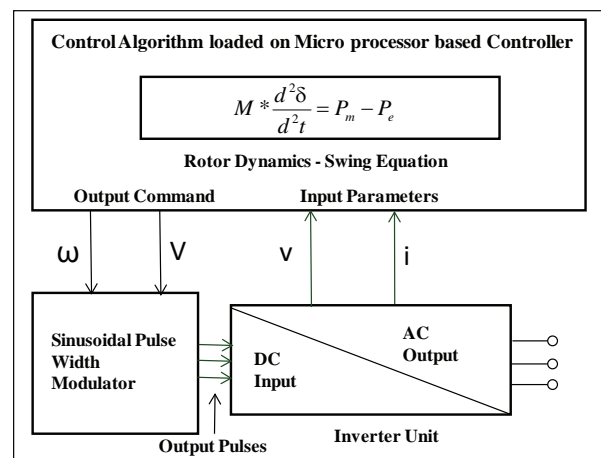 Control Algorithm loaded on Micro processor based Controller
M * d²δ / d²t = Pₘ − Pₑ
Rotor Dynamics - Swing Equation
Output Command Input Parameters
ω V v i
Sinusoidal Pulse
Width
Modulator
DC
Input
AC
Output
Output Pulses
Inverter Unit